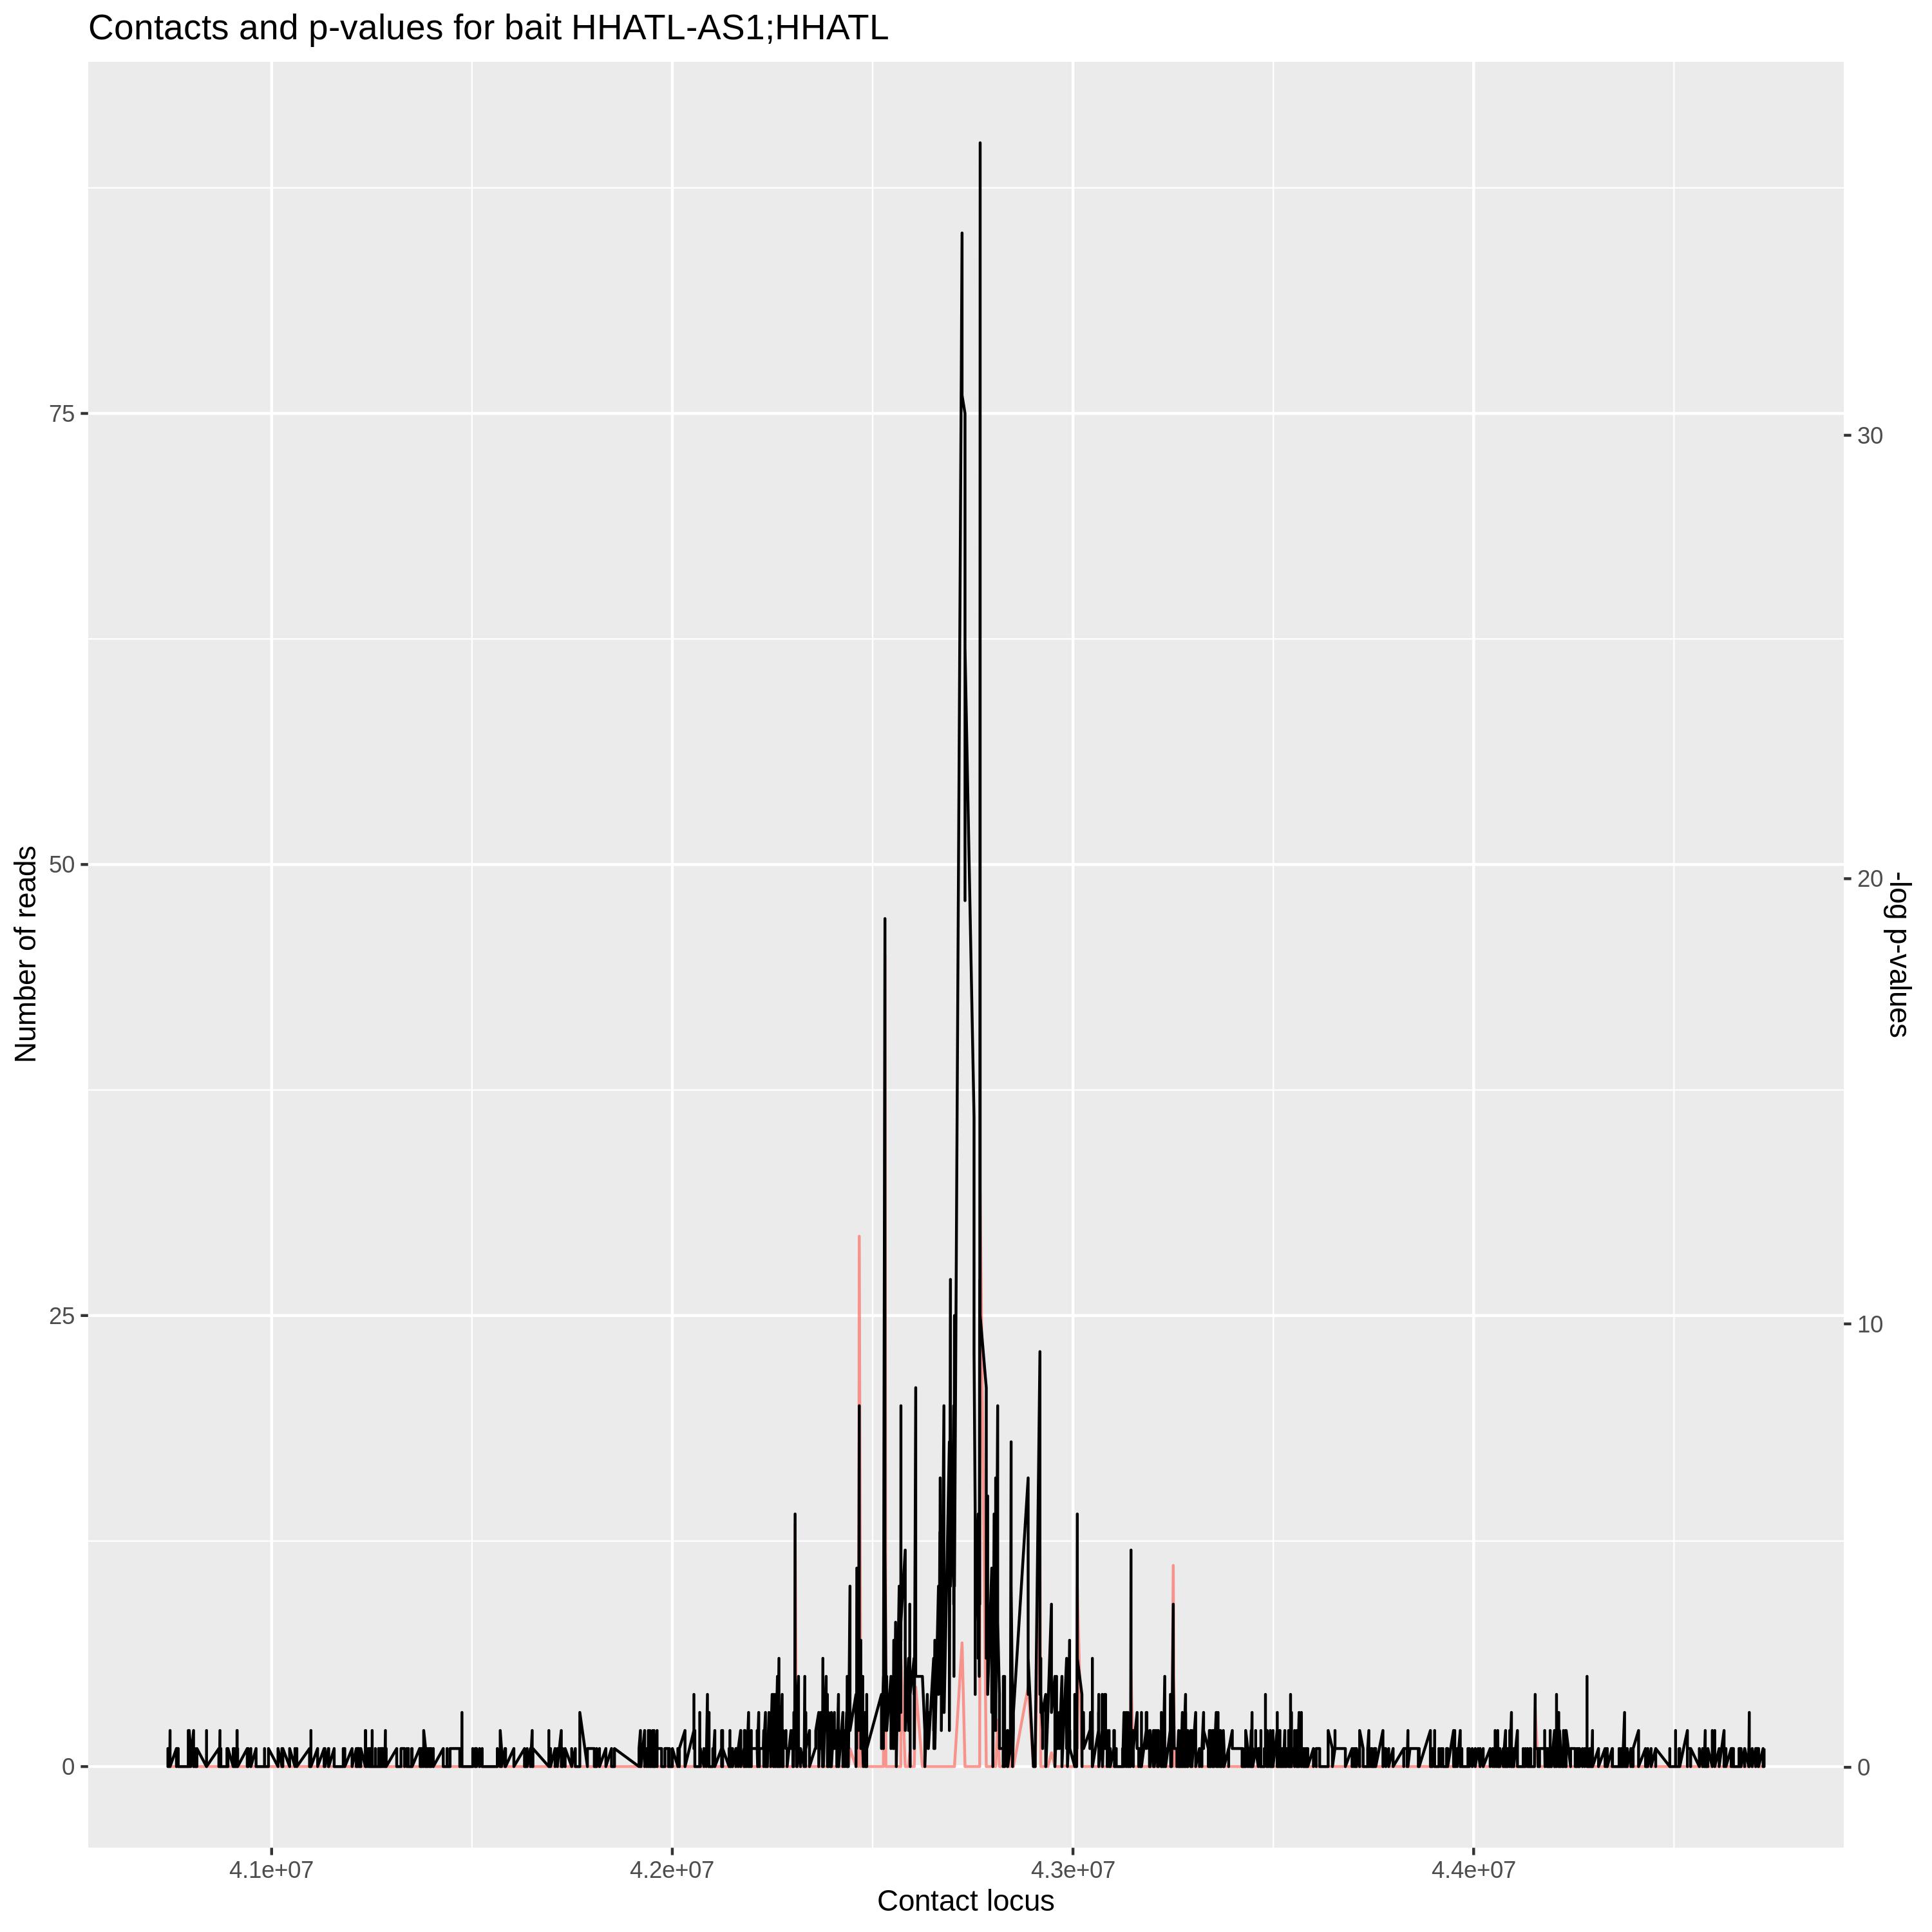 Contacts and p-values for bait HHATL-AS1;HHATL
75
50
25
0
30
20
10
0
Number of reads
-log p-values
4.1e+07
4.2e+07
4.3e+07
4.4e+07
Contact locus